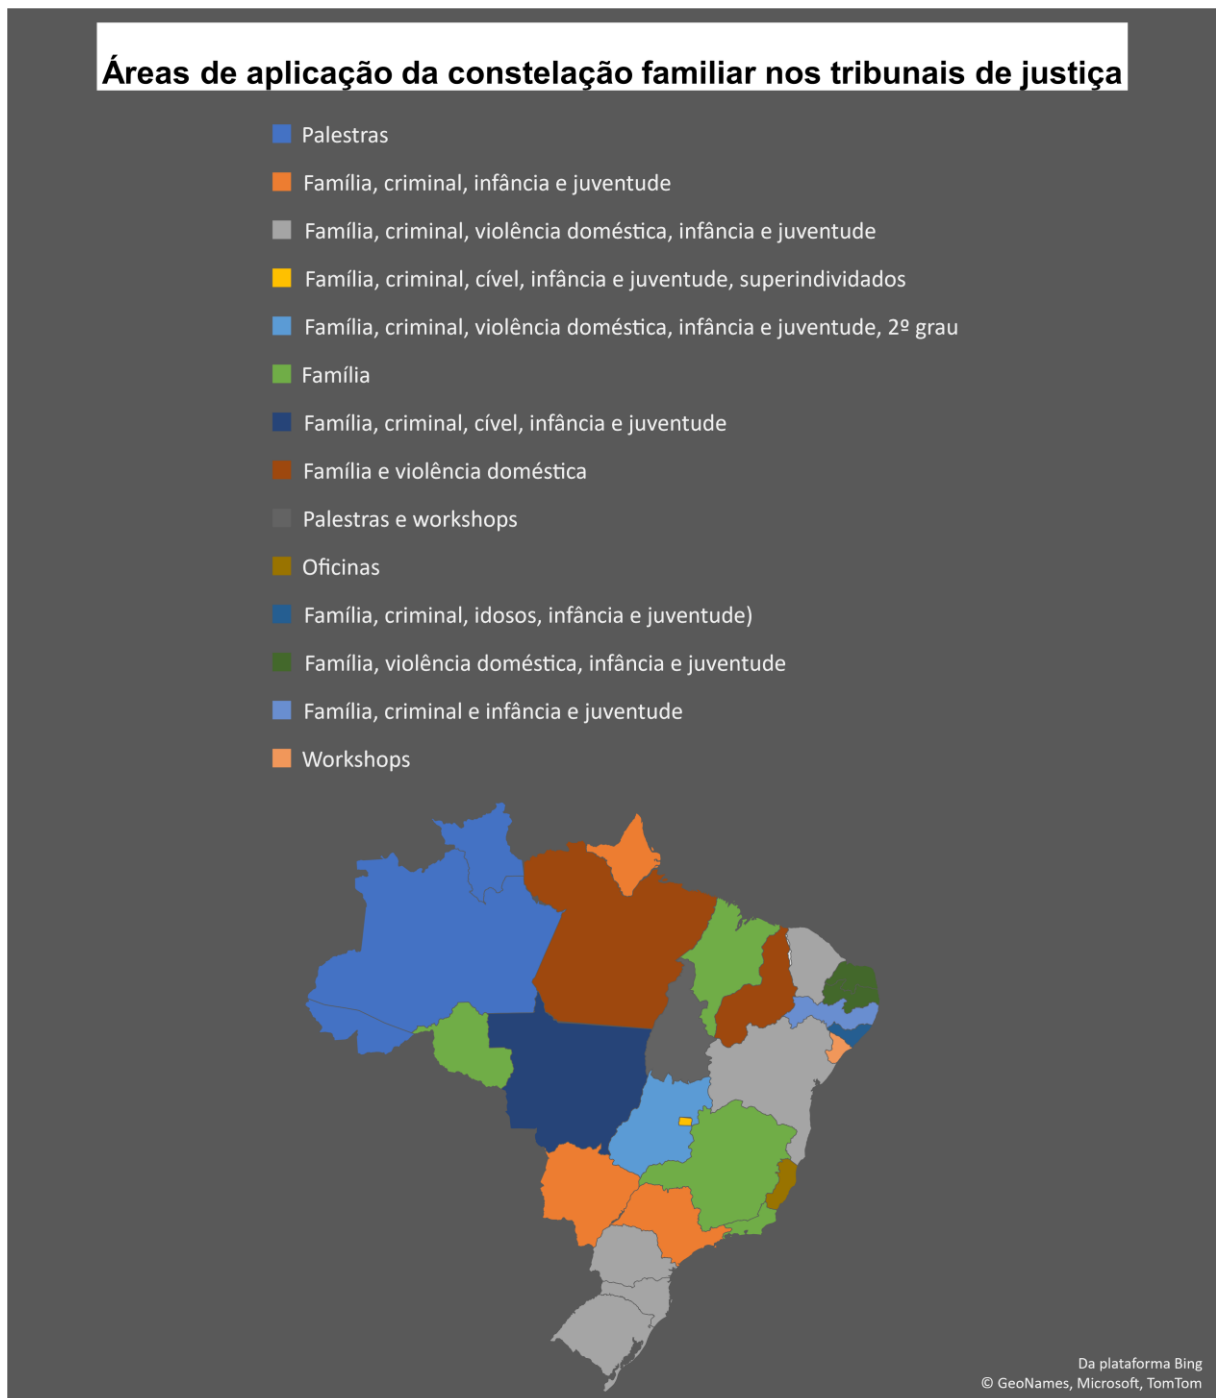 Áreas de aplicação da constelação familiar nos tribunais de justiça
Palestras
Família, criminal, infância e juventude
Família, criminal, violência doméstica, infância e juventude
Família, criminal, cível, infância e juventude, superindividados
Família, criminal, violência doméstica, infância e juventude, 2º grau
Família
Família, criminal, cível, infância e juventude
Família e violência doméstica
Palestras e workshops
Oficinas
Família, criminal, idosos, infância e juventude)
Família, violência doméstica, infância e juventude
Família, criminal e infância e juventude
Workshops
Da plataforma Bing
© GeoNames, Microsoft, TomTom